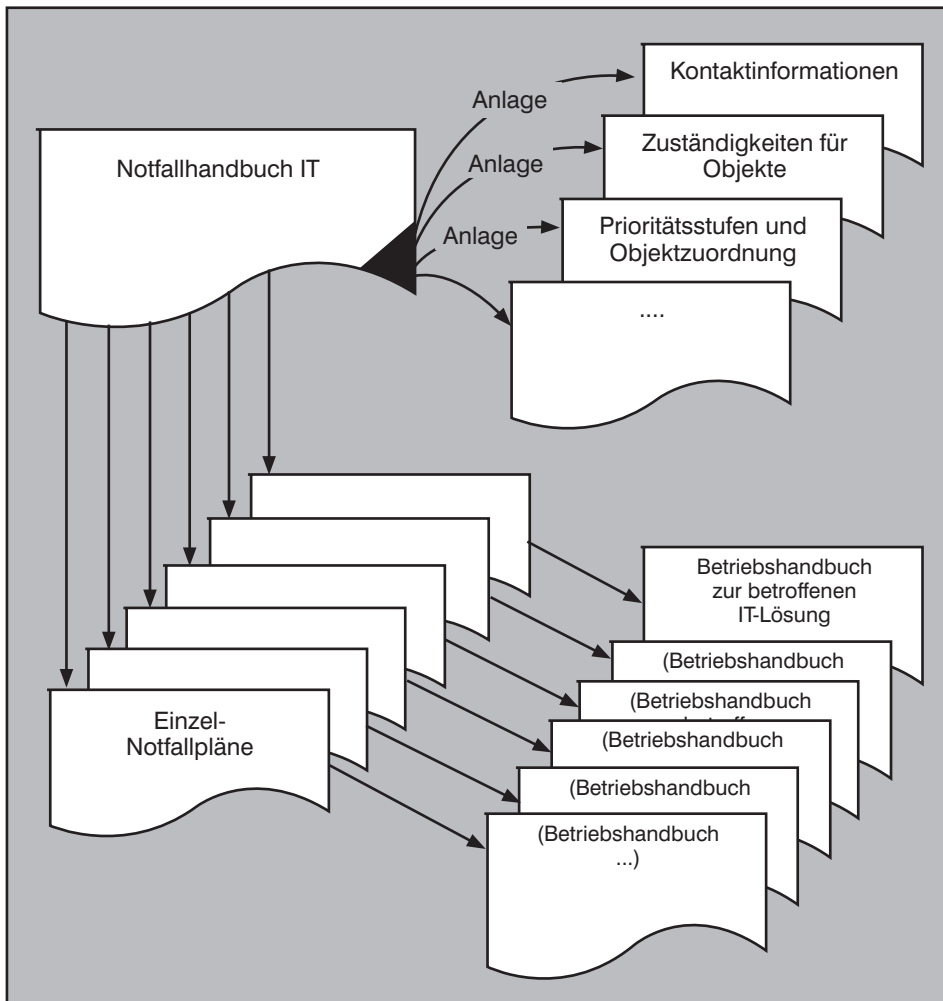 Kontaktinformationen
Anlage
Notfallhandbuch IT
Zuständigkeiten für
Objekte
Anlage
Prioritätsstufen und
Objektzuordnung
Anlage
....
Betriebshandbuch
zur betroffenen
IT-Lösung
(Betriebshandbuch
(Betriebshandbuch
(Betriebshandbuch
(Betriebshandbuch
(Betriebshandbuch
...)
Einzel-
Notfallpläne